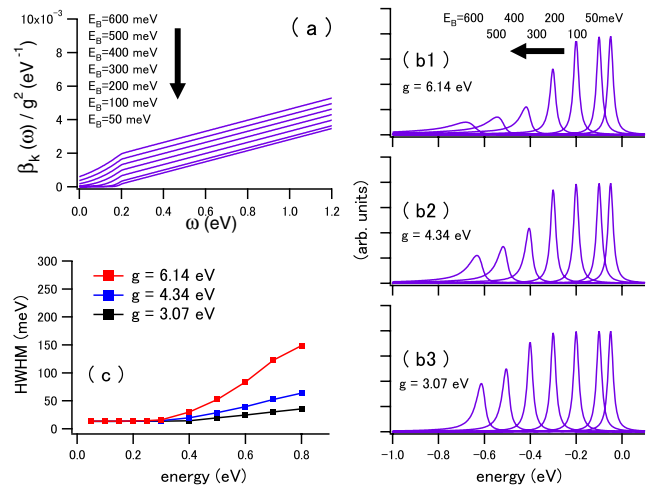 10x10⁻³
8
6
4
2
0
β_k (ω) / g² (eV⁻¹)
E_B=600 meV
E_B=500 meV
E_B=400 meV
E_B=300 meV
E_B=200 meV
E_B=100 meV
E_B=50 meV
( a )
0.0 0.2 0.4 0.6 0.8 1.0 1.2
ω (eV)
300
250
200
150
100
50
0
HWHM (meV)
g = 6.14 eV
g = 4.34 eV
g = 3.07 eV
( c )
0.0 0.2 0.4 0.6 0.8
energy (eV)
E_B=600 400 200 50meV
500 300 100
( b1 )
g = 6.14 eV
( b2 )
g = 4.34 eV
( b3 )
g = 3.07 eV
(arb. units)
-1.0 -0.8 -0.6 -0.4 -0.2 0.0
energy (eV)